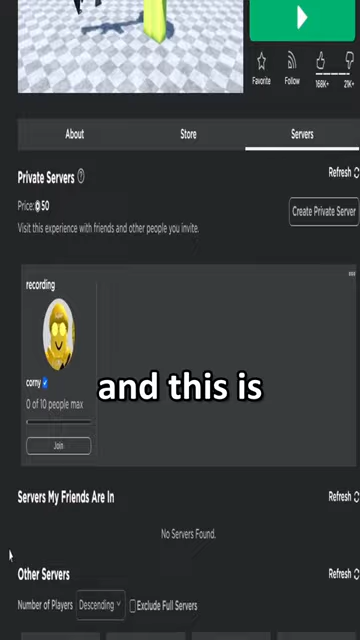 Favorite
Follow
168K+
21K+
About
Store
Servers
Private Servers
Refresh
Price: 50
Create Private Server
Visit this experience with friends and other people you invite.
recording
corny
and this is
0 of 10 people max
Join
Servers My Friends Are In
Refresh
No Servers Found.
Other Servers
Refresh
Number of Players
Descending
Exclude Full Servers